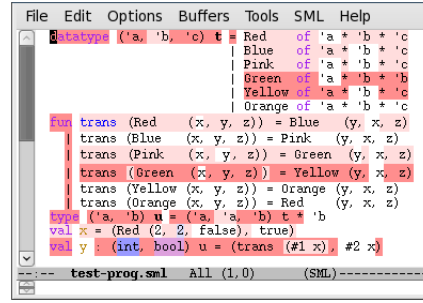 File Edit Options Buffers Tools SML Help
datatype ('a, 'b, 'c) t = Red of 'a * 'b * 'c
| Blue of 'a * 'b * 'c
| Pink of 'a * 'b * 'c
| Green of 'a * 'b * 'b
| Yellow of 'a * 'b * 'c
| Orange of 'a * 'b * 'c
fun trans (Red (x, y, z)) = Blue (y, x, z)
| trans (Blue (x, y, z)) = Pink (y, x, z)
| trans (Pink (x, y, z)) = Green (y, x, z)
| trans (Green (x, y, z)) = Yellow (y, x, z)
| trans (Yellow (x, y, z)) = Orange (y, x, z)
| trans (Orange (x, y, z)) = Red (y, x, z)
type ('a, 'b) u = ('a, 'a, 'b) t * 'b
val x = (Red (2, 2, false), true)
val y : (int, bool) u = (trans (#1 x), #2 x)
--:-- test-prog.sml All (1,0) (SML)------------